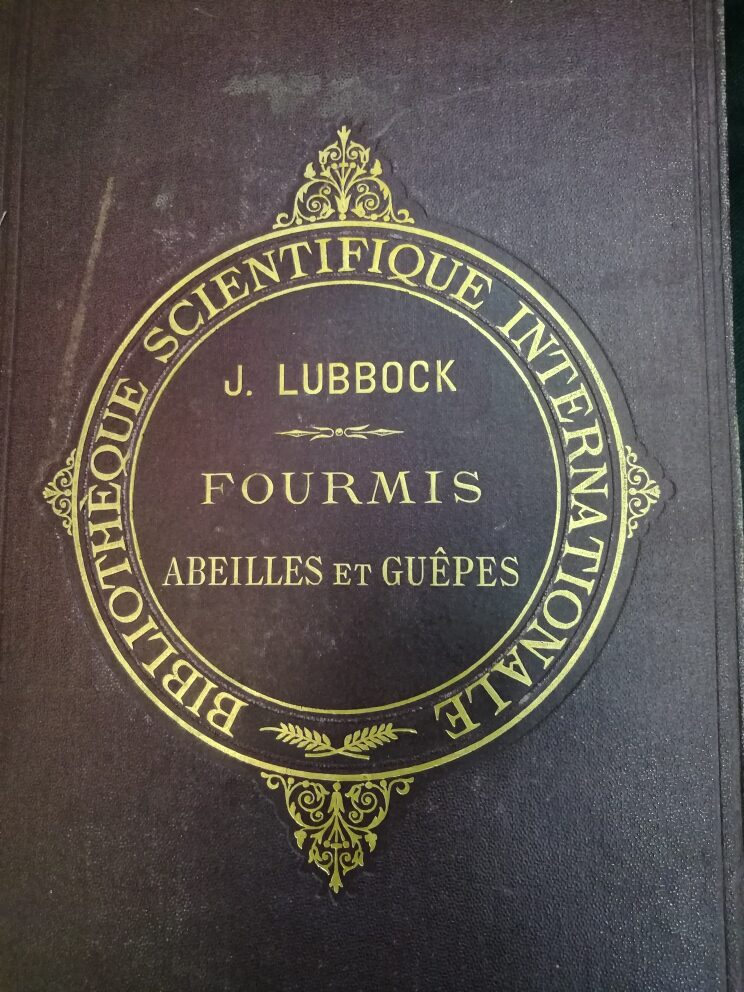 BIBLIOTHÈQUE SCIENTIFIQUE INTERNATIONALE
J. LUBBOCK
FOURMIS
ABEILLES ET GUÊPES